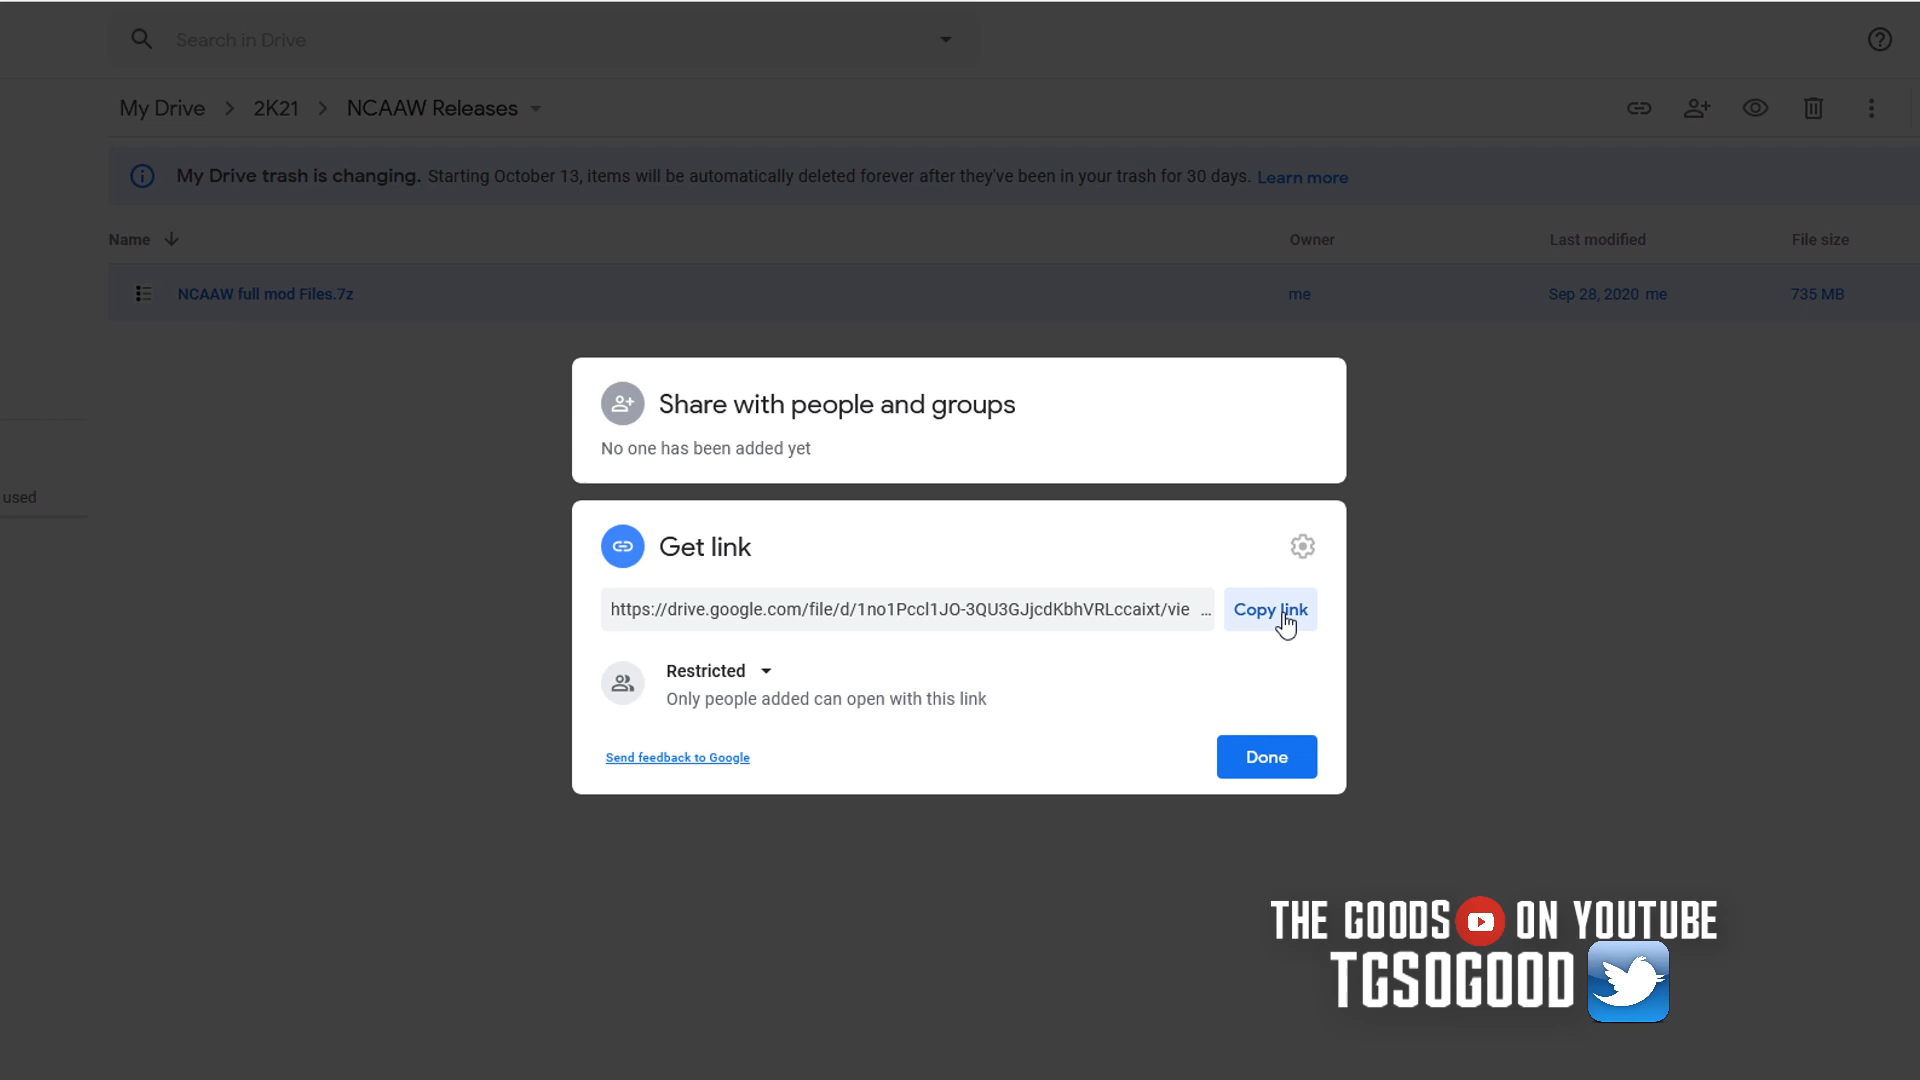 Search in Drive
My Drive > 2K21 > NCAAW Releases
My Drive trash is changing. Starting October 13, items will be automatically deleted forever after they've been in your trash for 30 days. Learn more
Name Owner Last modified File size
NCAAW full mod Files.7z me Sep 28, 2020 me 735 MB
Share with people and groups
No one has been added yet
used
Get link
https://drive.google.com/file/d/1no1Pccl1JO-3QU3GJjcdKbhVRLccaixt/vie ... Copy link
Restricted
Only people added can open with this link
Send feedback to Google Done
THE GOODS ON YOUTUBE
TGSOGOOD